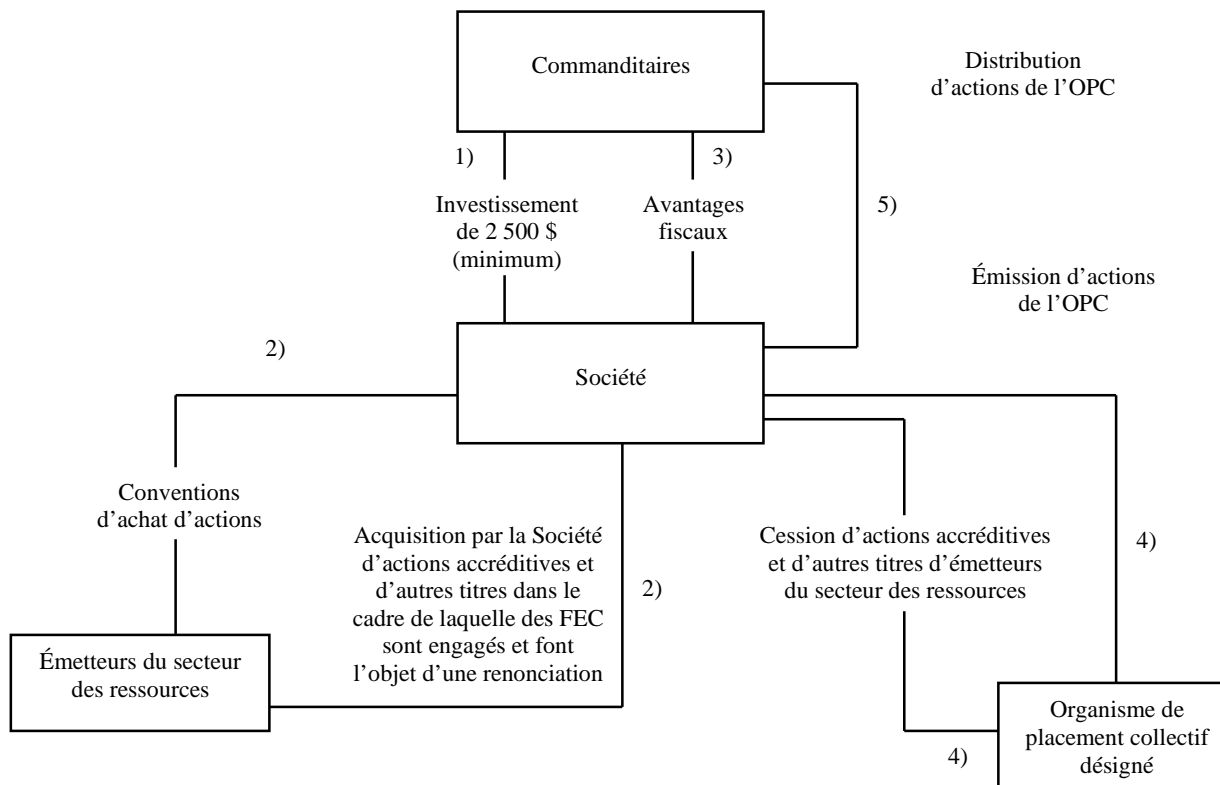 Commanditaires
Distribution
d'actions de l'OPC
1)
3)
Investissement
de 2 500 $
(minimum)
Avantages
fiscaux
5)
Émission d'actions
de l'OPC
2)
Société
Conventions
d'achat d'actions
Acquisition par la Société
d'actions accréditives et
d'autres titres dans le
cadre de laquelle des FEC
sont engagés et font
l'objet d'une renonciation
2)
Cession d'actions accréditives
et d'autres titres d'émetteurs
du secteur des ressources
4)
Émetteurs du secteur
des ressources
4)
Organisme de
placement collectif
désigné